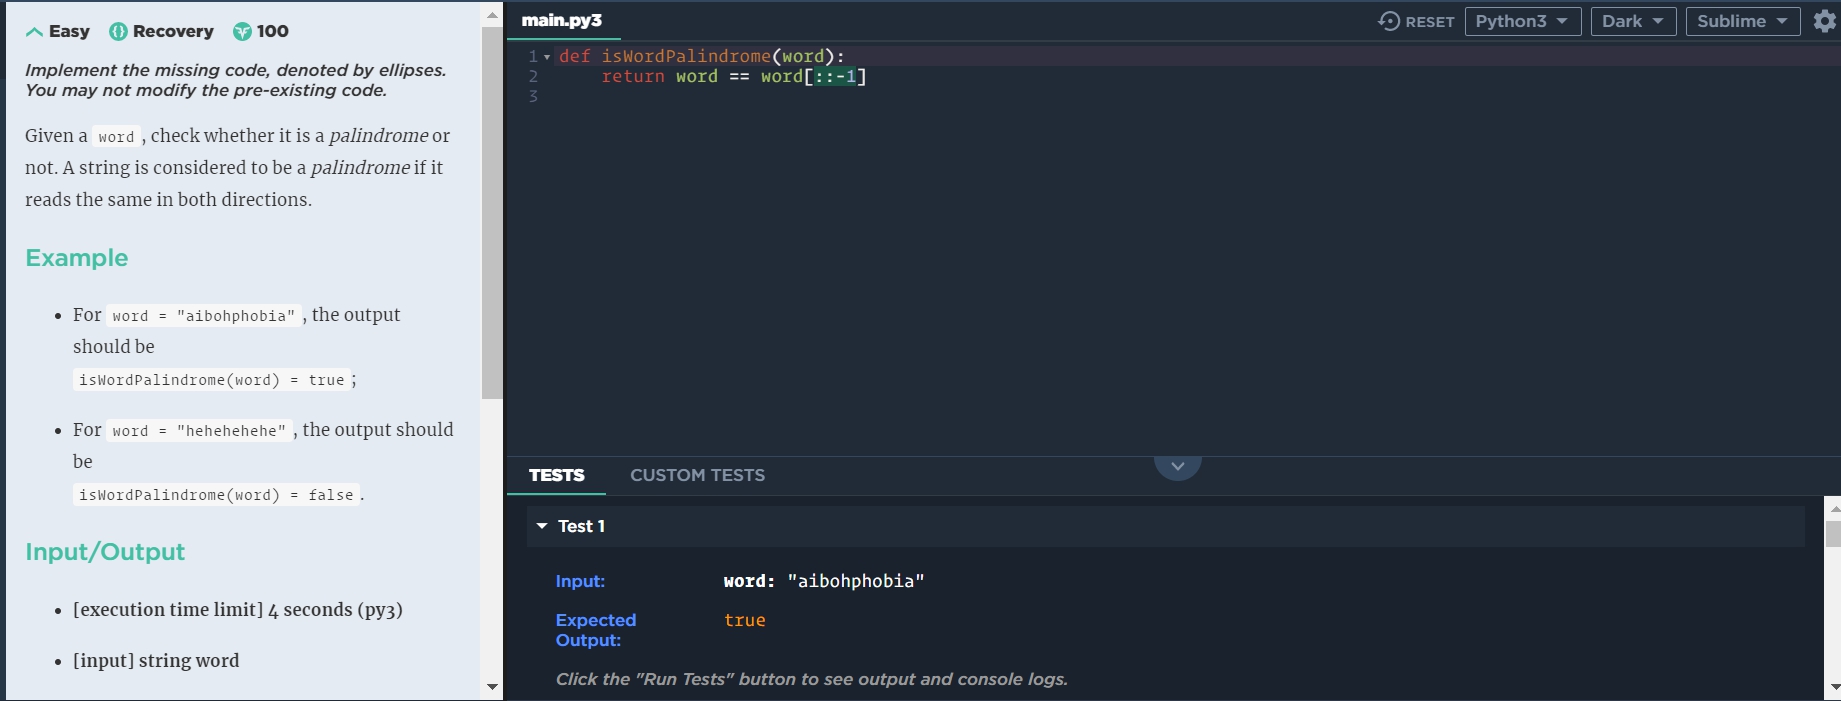 Easy Recovery 100
Implement the missing code, denoted by ellipses.
You may not modify the pre-existing code.
Given a word , check whether it is a palindrome or
not. A string is considered to be a palindrome if it
reads the same in both directions.
Example
• For word = "aibohphobia" , the output
should be
isWordPalindrome(word) = true ;
• For word = "hehehehehe" , the output should
be
isWordPalindrome(word) = false .
Input/Output
• [execution time limit] 4 seconds (py3)
• [input] string word
main.py3
RESET Python3 Dark Sublime
1 def isWordPalindrome(word):
2     return word == word[::-1]
3
TESTS CUSTOM TESTS
Test 1
Input: word: "aibohphobia"
Expected true
Output:
Click the "Run Tests" button to see output and console logs.